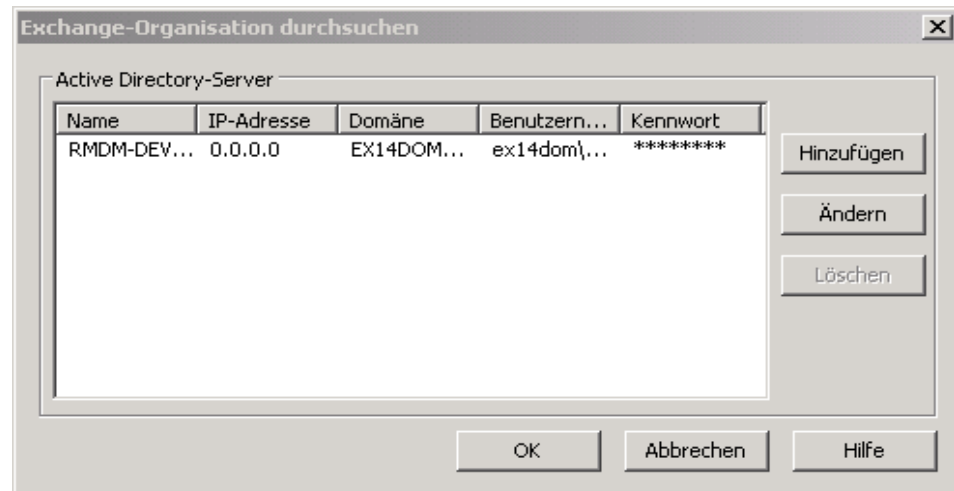 Exchange-Organisation durchsuchen
Active Directory-Server
Name IP-Adresse Domäne Benutzern... Kennwort
RMDM-DEV... 0.0.0.0 EX14DOM... ex14dom\... ********
Hinzufügen
Ändern
Löschen
OK Abbrechen Hilfe